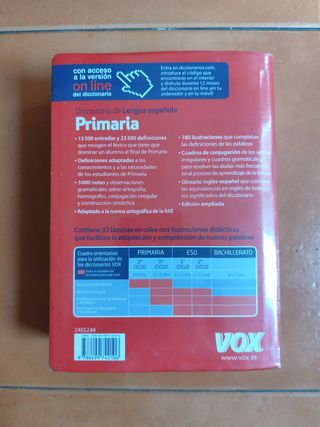 con acceso
a la versión
on line
del diccionario
Entra en diccionarios.com,
introduce el código que
encontrarás en el interior
y disfruta durante 12 meses
del diccionario on line ¡en tu
ordenador y en tu móvil!
Diccionario de Lengua española
Primaria
• 13 500 entradas y 23 500 definiciones
que recogen el léxico que tiene que
dominar un alumno al final de Primaria
• Definiciones adaptadas a los
conocimientos y a las necesidades
de los estudiantes de Primaria
• 3 000 notas y observaciones
gramaticales sobre ortografía,
homógrafos, conjugación irregular
y construcción sintáctica
• Adaptado a la norma ortográfica de la RAE
• 180 ilustraciones que completan
las definiciones de las palabras
• Cuadros de conjugación de los
irregulares y cuadros gramaticales
para resolver las dudas más frecuentes
en el proceso de aprendizaje de la lengua
• Glosario inglés-español que
las equivalencias en inglés de todos
los significados del diccionario
• Edición ampliada
Contiene 32 láminas en color con ilustraciones didácticas
que facilitan la adquisición y comprensión de nuevas palabras
Cuadro orientativo
para la utilización de
los diccionarios VOX
PRIMARIA
ESO
BACHILLERATO
2º CICLO
3er CICLO
1er CICLO
2º CICLO
2401244
VOX
www.vox.es
9 788499 742106